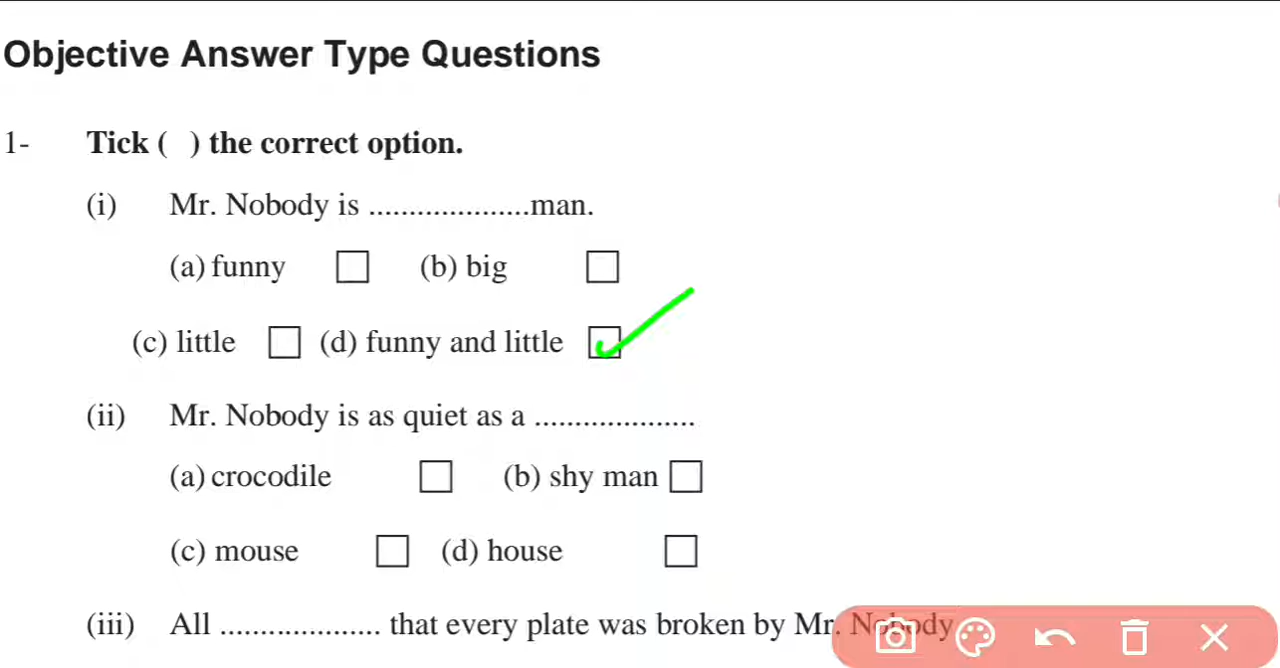 Objective Answer Type Questions
1- Tick ( ) the correct option.
(i) Mr. Nobody is ....................man.
(a) funny (b) big
(c) little (d) funny and little
(ii) Mr. Nobody is as quiet as a ....................
(a) crocodile (b) shy man
(c) mouse (d) house
(iii) All .................... that every plate was broken by Mr. Nobody